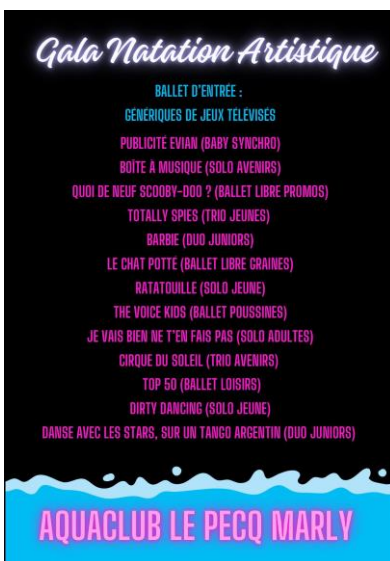 Gala Natation Artistique
BALLET D'ENTRÉE :
GÉNÉRIQUES DE JEUX TÉLÉVISÉS
PUBLICITÉ EVIAN (BABY SYNCHRO)
BOÎTE À MUSIQUE (SOLO AVENIRS)
QUOI DE NEUF SCOOBY-DOO ? (BALLET LIBRE PROMOS)
TOTALLY SPIES (TRIO JEUNES)
BARBIE (DUO JUNIORS)
LE CHAT POTTÉ (BALLET LIBRE GRAINES)
RATATOUILLE (SOLO JEUNE)
THE VOICE KIDS (BALLET POUSSINES)
JE VAIS BIEN NE T'EN FAIS PAS (SOLO ADULTES)
CIRQUE DU SOLEIL (TRIO AVENIRS)
TOP 50 (BALLET LOISIRS)
DIRTY DANCING (SOLO JEUNE)
DANSE AVEC LES STARS, SUR UN TANGO ARGENTIN (DUO JUNIORS)
AQUACLUB LE PECQ MARLY